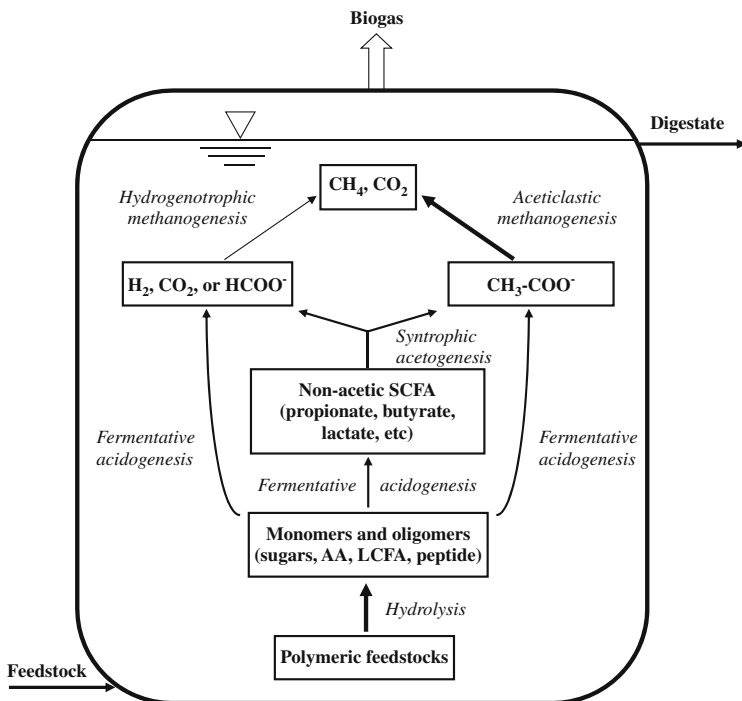 Biogas
Digestate
Hydrogenotrophic
methanogenesis
CH₄, CO₂
Aceticlastic
methanogenesis
H₂, CO₂, or HCOO⁻
CH₃-COO⁻
Syntrophic
acetogenesis
Non-acetic SCFA
(propionate, butyrate,
lactate, etc)
Fermentative
acidogenesis
Fermentative
acidogenesis
Fermentative acidogenesis
Monomers and oligomers
(sugars, AA, LCFA, peptide)
Hydrolysis
Polymeric feedstocks
Feedstock